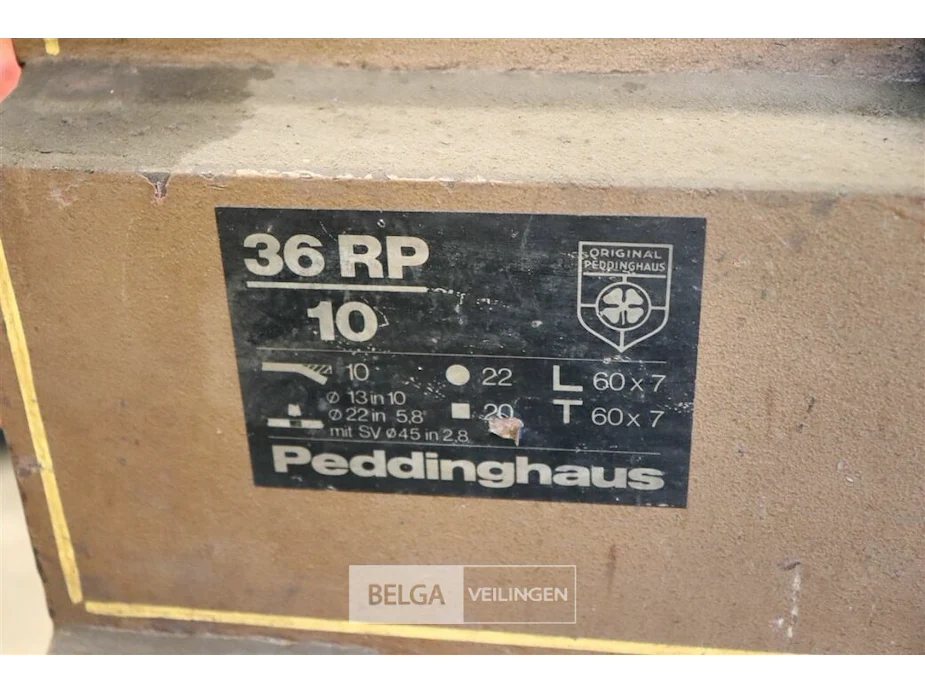 36 RP
10
ORIGINAL
PEDDINGHAUS
10
22
60 x 7
ø 13 in 10
ø 22 in 5,8
mit SV ø 45 in 2,8
20
60 x 7
Peddinghaus
BELGA VEILINGEN